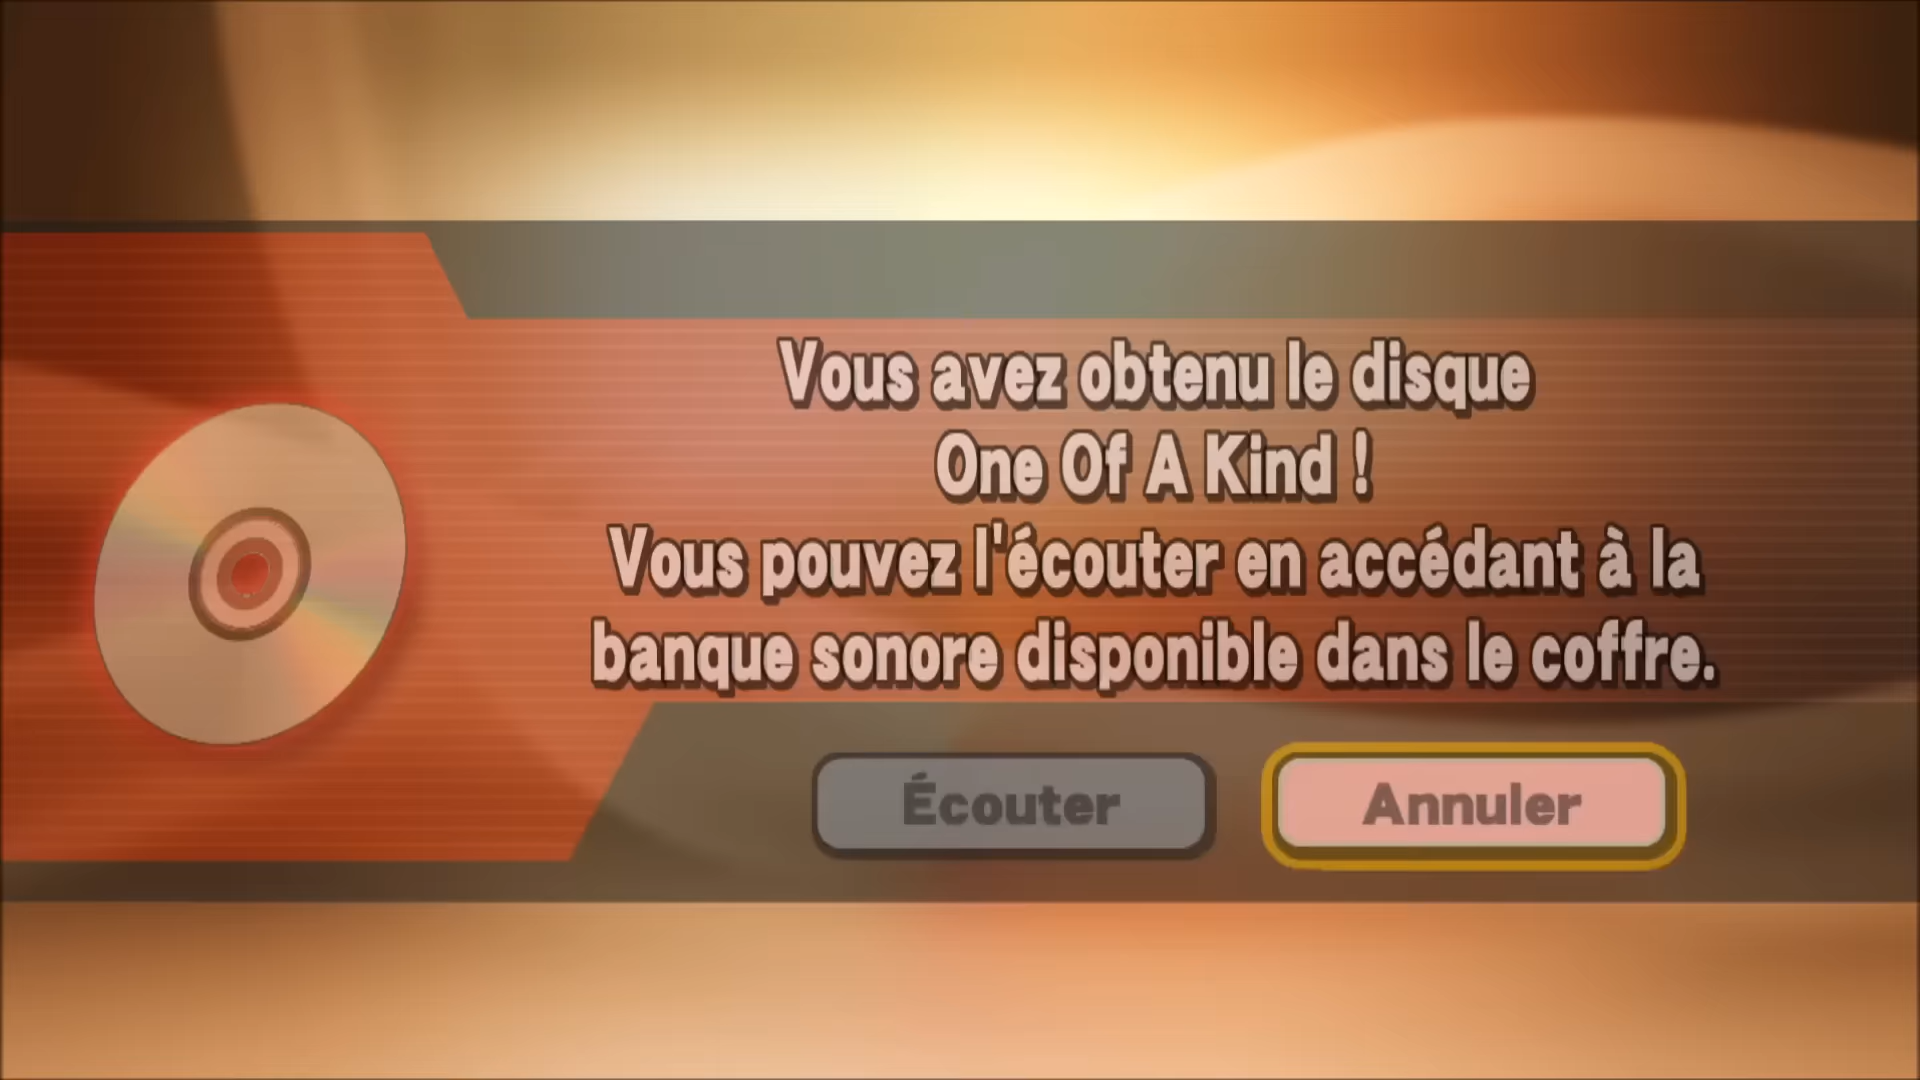 Vous avez obtenu le disque
One Of A Kind !
Vous pouvez l'écouter en accédant à la
banque sonore disponible dans le coffre.
Écouter
Annuler